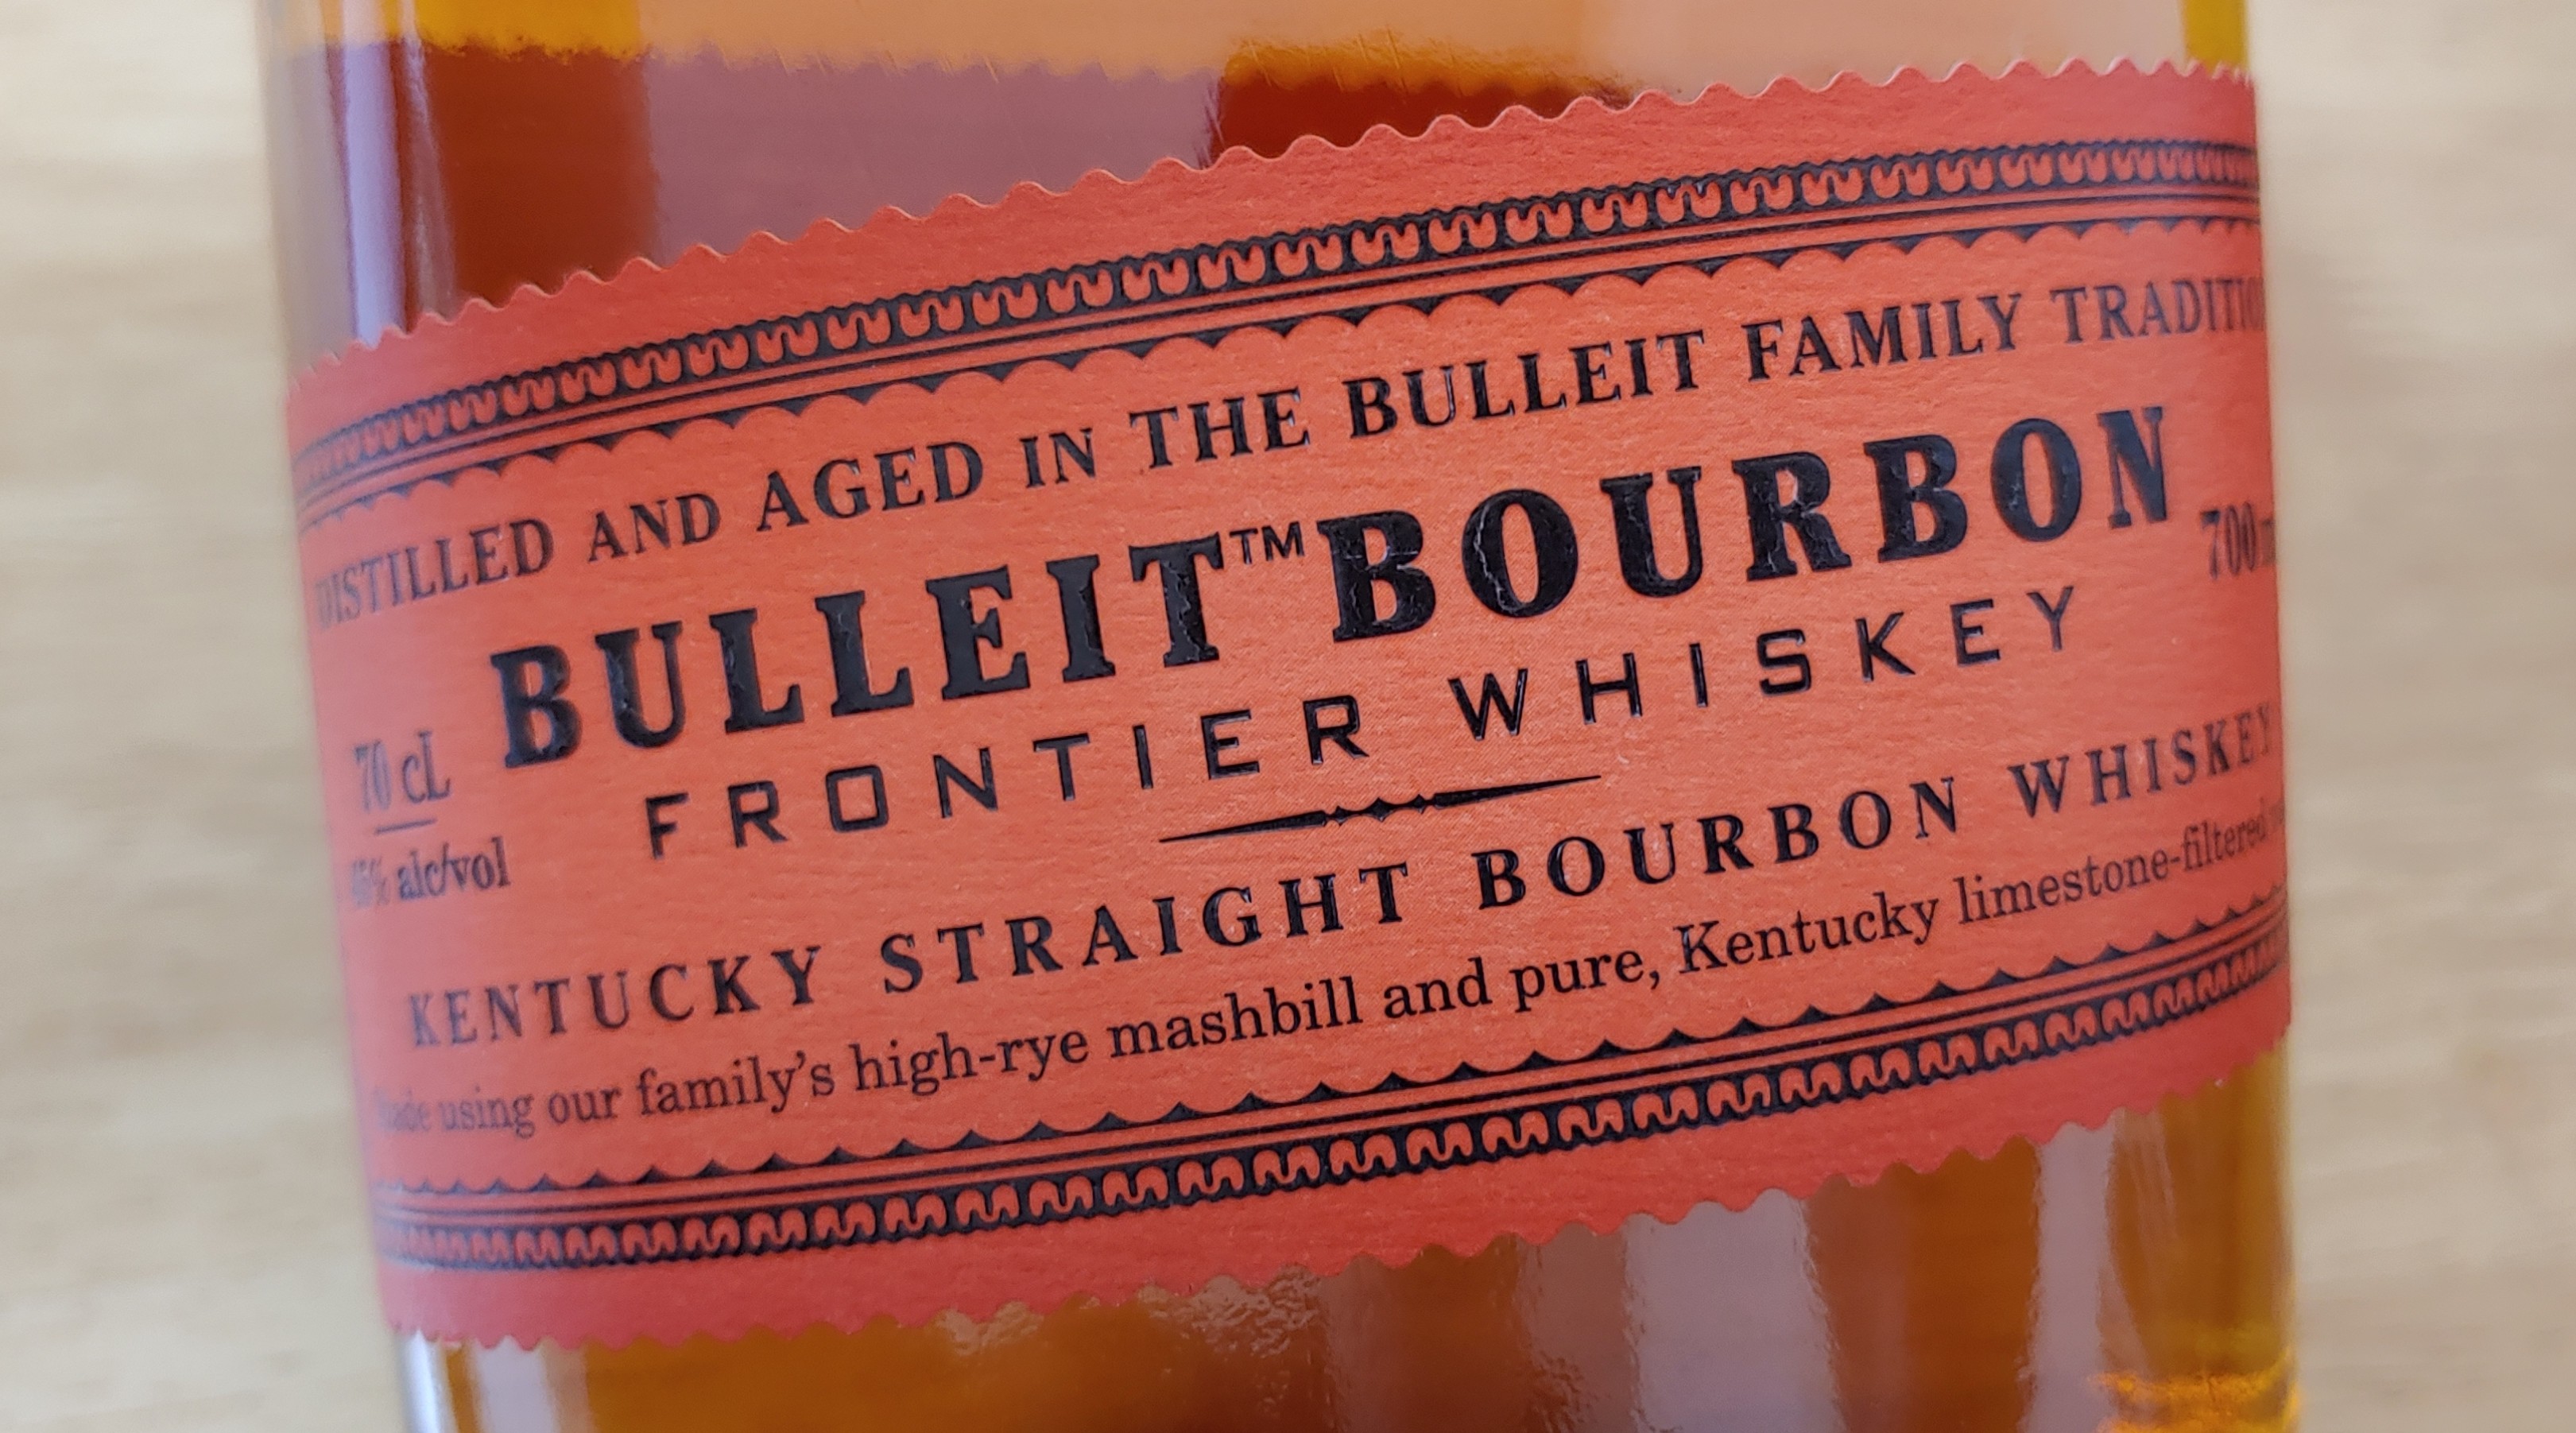 DISTILLED AND AGED IN THE BULLEIT FAMILY TRADITIO
BULLEIT™ BOURBON
700
FRONTIER WHISKEY
70 cL
alc/vol
KENTUCKY STRAIGHT BOURBON WHISKEY
Made using our family's high-rye mashbill and pure, Kentucky limestone-filtered